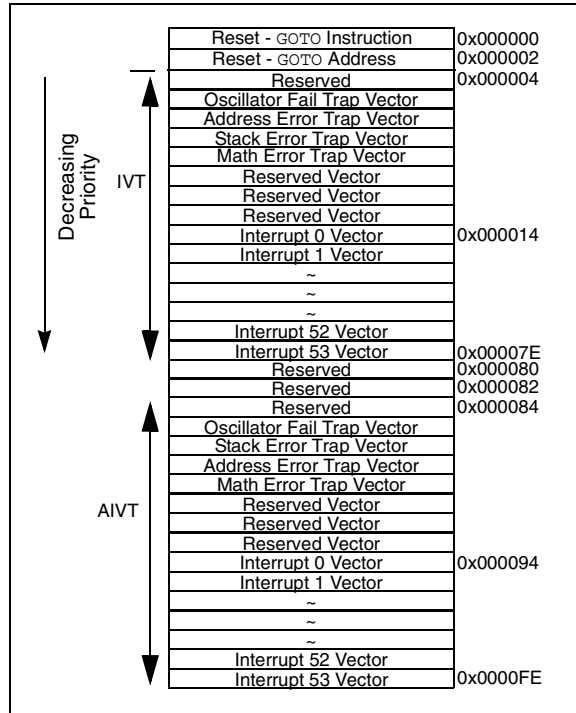 Reset - GOTO Instruction 0x000000
Reset - GOTO Address 0x000002
Reserved 0x000004
Oscillator Fail Trap Vector
Address Error Trap Vector
Stack Error Trap Vector
Math Error Trap Vector
Reserved Vector
Reserved Vector
Reserved Vector
Interrupt 0 Vector 0x000014
Interrupt 1 Vector
~
~
~
Interrupt 52 Vector
Interrupt 53 Vector 0x00007E
Reserved 0x000080
Reserved 0x000082
Reserved 0x000084
Oscillator Fail Trap Vector
Stack Error Trap Vector
Address Error Trap Vector
Math Error Trap Vector
Reserved Vector
Reserved Vector
Reserved Vector
Interrupt 0 Vector 0x000094
Interrupt 1 Vector
~
~
~
Interrupt 52 Vector
Interrupt 53 Vector 0x0000FE
Decreasing
Priority
IVT
AIVT